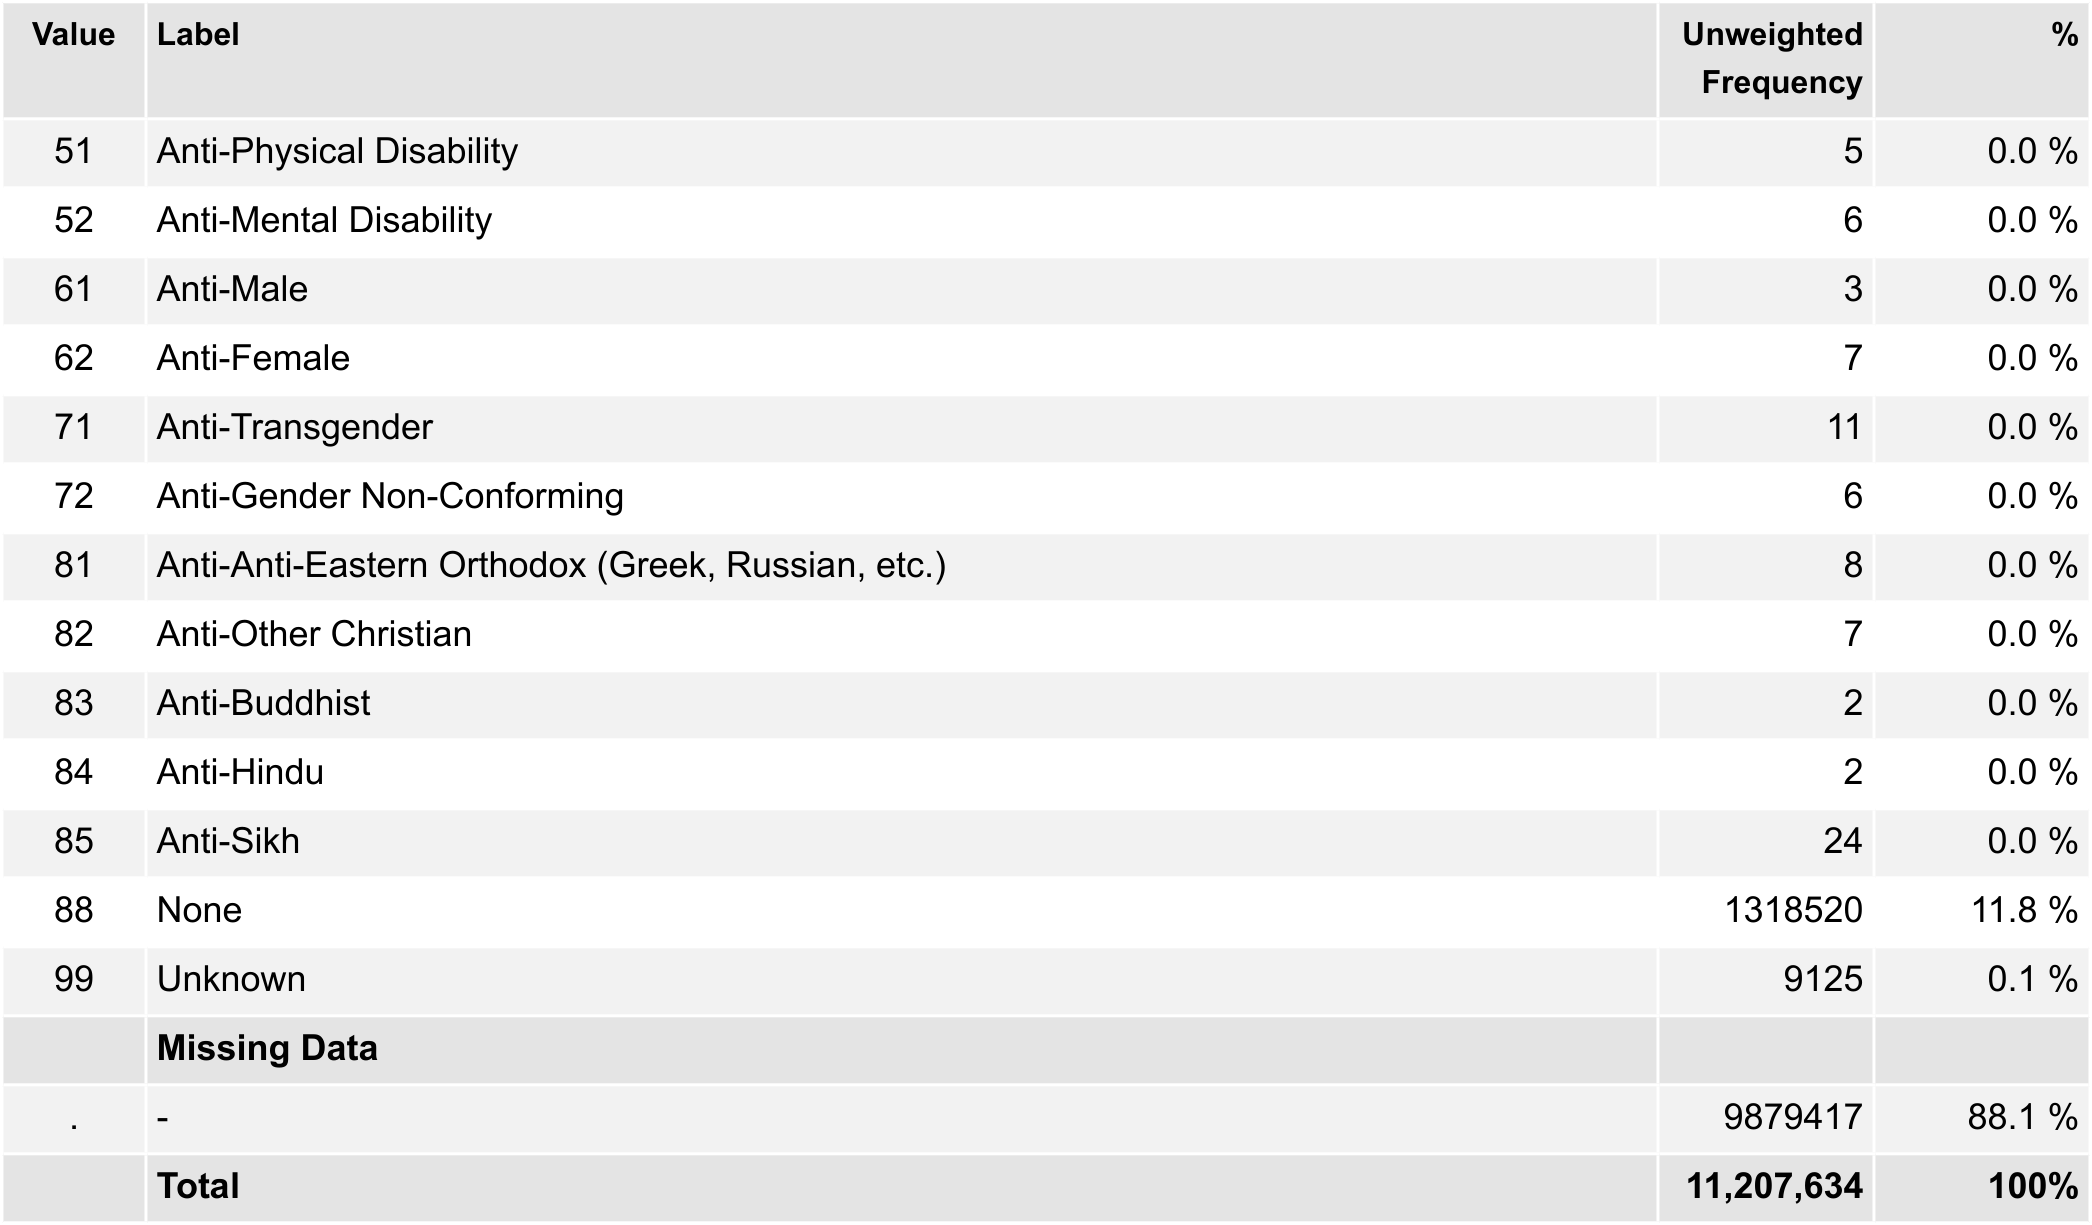 Value Label Unweighted Frequency %
51 Anti-Physical Disability 5 0.0 %
52 Anti-Mental Disability 6 0.0 %
61 Anti-Male 3 0.0 %
62 Anti-Female 7 0.0 %
71 Anti-Transgender 11 0.0 %
72 Anti-Gender Non-Conforming 6 0.0 %
81 Anti-Anti-Eastern Orthodox (Greek, Russian, etc.) 8 0.0 %
82 Anti-Other Christian 7 0.0 %
83 Anti-Buddhist 2 0.0 %
84 Anti-Hindu 2 0.0 %
85 Anti-Sikh 24 0.0 %
88 None 1318520 11.8 %
99 Unknown 9125 0.1 %
Missing Data
. - 9879417 88.1 %
Total 11,207,634 100%